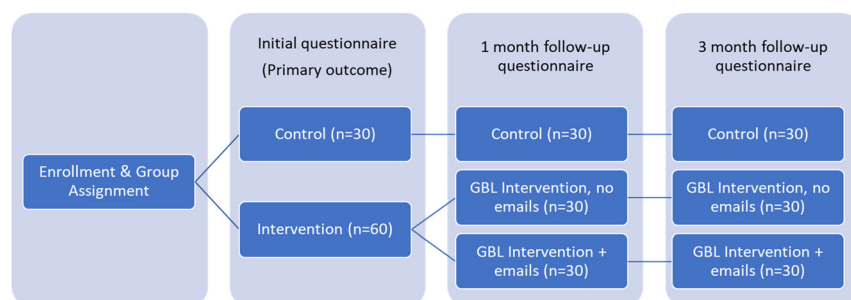 Initial questionnaire
(Primary outcome)
1 month follow-up
questionnaire
3 month follow-up
questionnaire
Enrollment & Group
Assignment
Control (n=30)
Control (n=30)
Control (n=30)
Intervention (n=60)
GBL Intervention, no
emails (n=30)
GBL Intervention, no
emails (n=30)
GBL Intervention +
emails (n=30)
GBL Intervention +
emails (n=30)